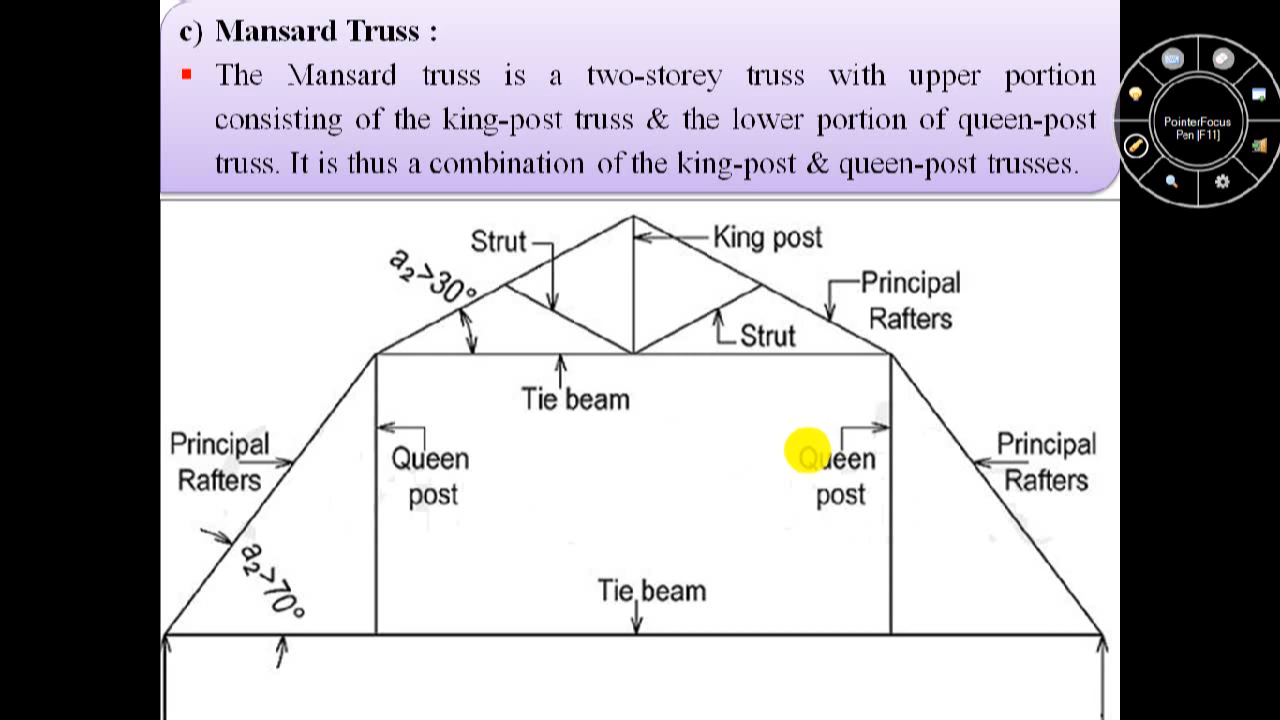 c) Mansard Truss :
▪ The Mansard truss is a two-storey truss with upper portion
consisting of the king-post truss & the lower portion of queen-post
truss. It is thus a combination of the king-post & queen-post trusses.
PointerFocus
Pen [F11]
Strut
King post
a₂>30°
Principal
Rafters
Strut
Tie beam
Principal
Rafters
Queen
post
Queen
post
Principal
Rafters
a₂>70°
Tie beam